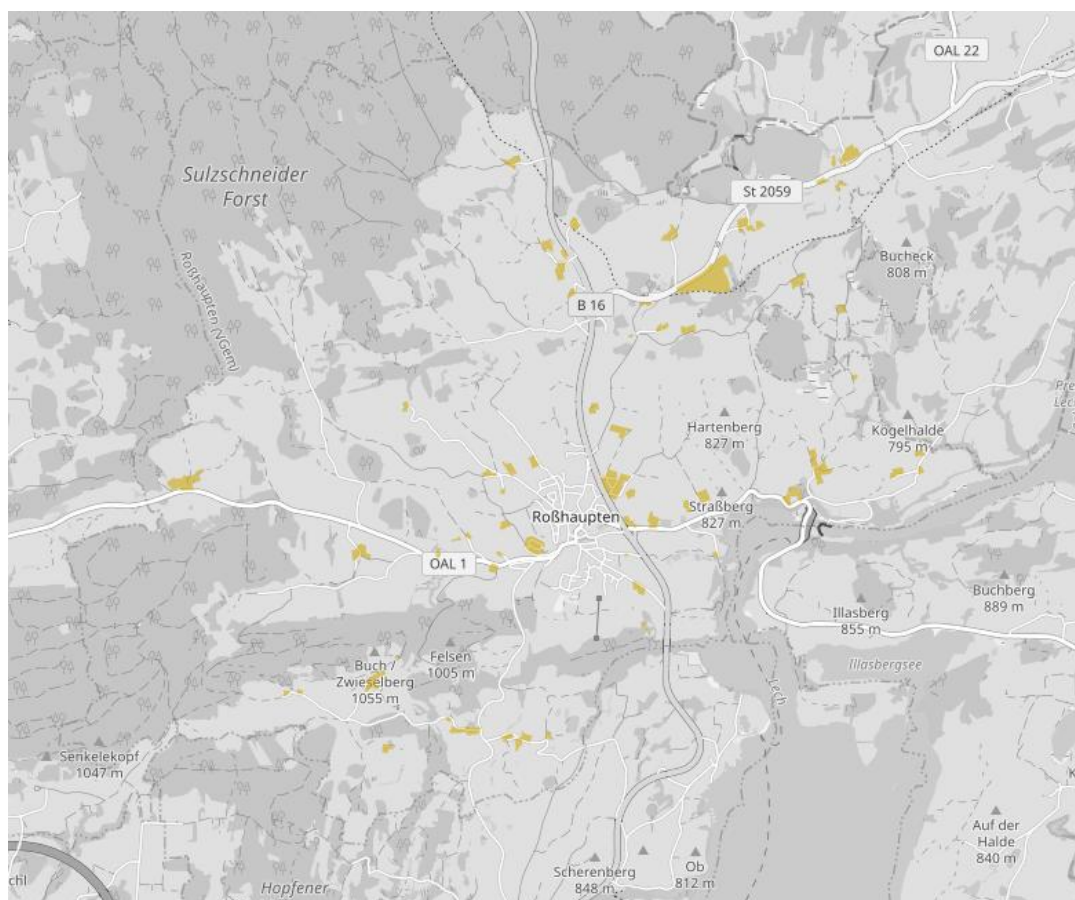 OAL 22
Sulzschneider
Forst
St 2059
Bucheck
808 m
Roßhaupten (VGem)
B 16
Hartenberg
827 m
Kögelhalde
795 m
Straßberg
827 m
Roßhaupten
OAL 1
Buchberg
889 m
Illasberg
855 m
Buch /
Zwieselberg
1055 m
Felsen
1005 m
Illasbergsee
Lech
Senkelekopf
1047 m
Auf der
Halde
840 m
Scherenberg
848 m
Ob
812 m
Hopfener